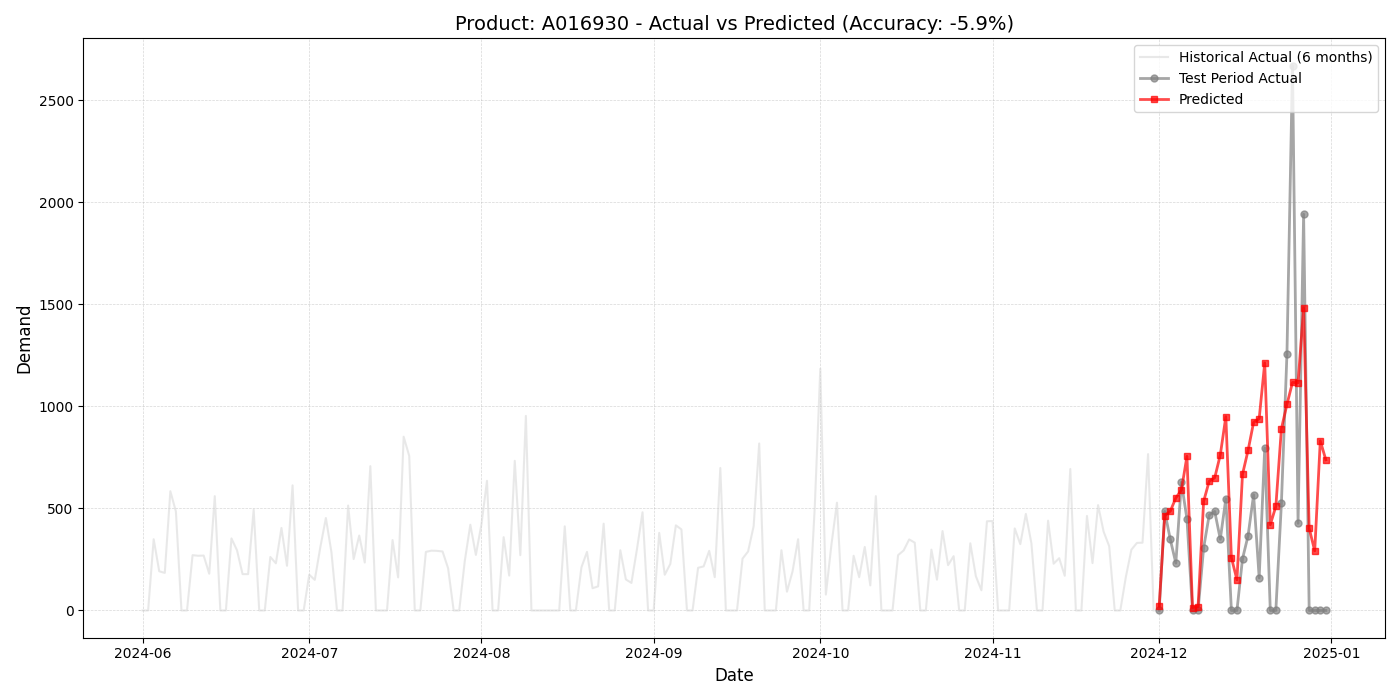 Product: A016930 - Actual vs Predicted (Accuracy: -5.9%)
Historical Actual (6 months)
Test Period Actual
Predicted
Demand
2500
2000
1500
1000
500
0
2024-06
2024-07
2024-08
2024-09
2024-10
2024-11
2024-12
2025-01
Date